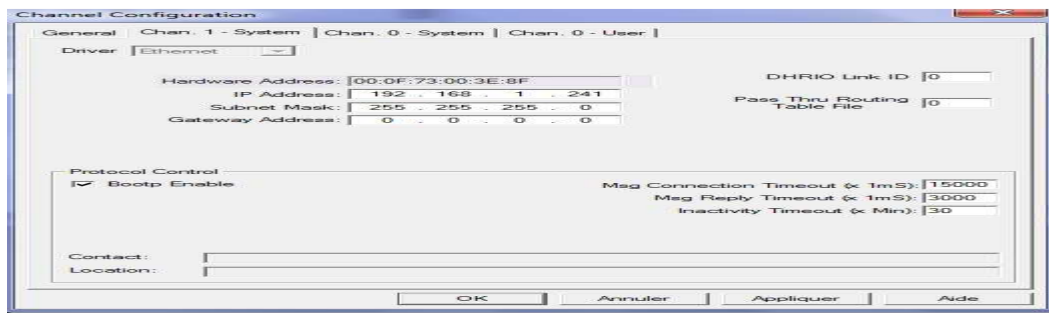 Channel Configuration
General Chan. 1 - System Chan. 0 - System Chan. 0 - User
Driver Ethernet
Hardware Address: 00:0F:73:00:3E:8F
IP Address: 192 . 168 . 1 . 241
Subnet Mask: 255 . 255 . 255 . 0
Gateway Address: 0 . 0 . 0 . 0
DHRIO Link ID 0
Pass Thru Routing
Table File 0
Protocol Control
Bootp Enable
Msg Connection Timeout (x 1mS): 15000
Msg Reply Timeout (x 1mS): 3000
Inactivity Timeout (x Min): 30
Contact:
Location:
OK Annuler Appliquer Aide